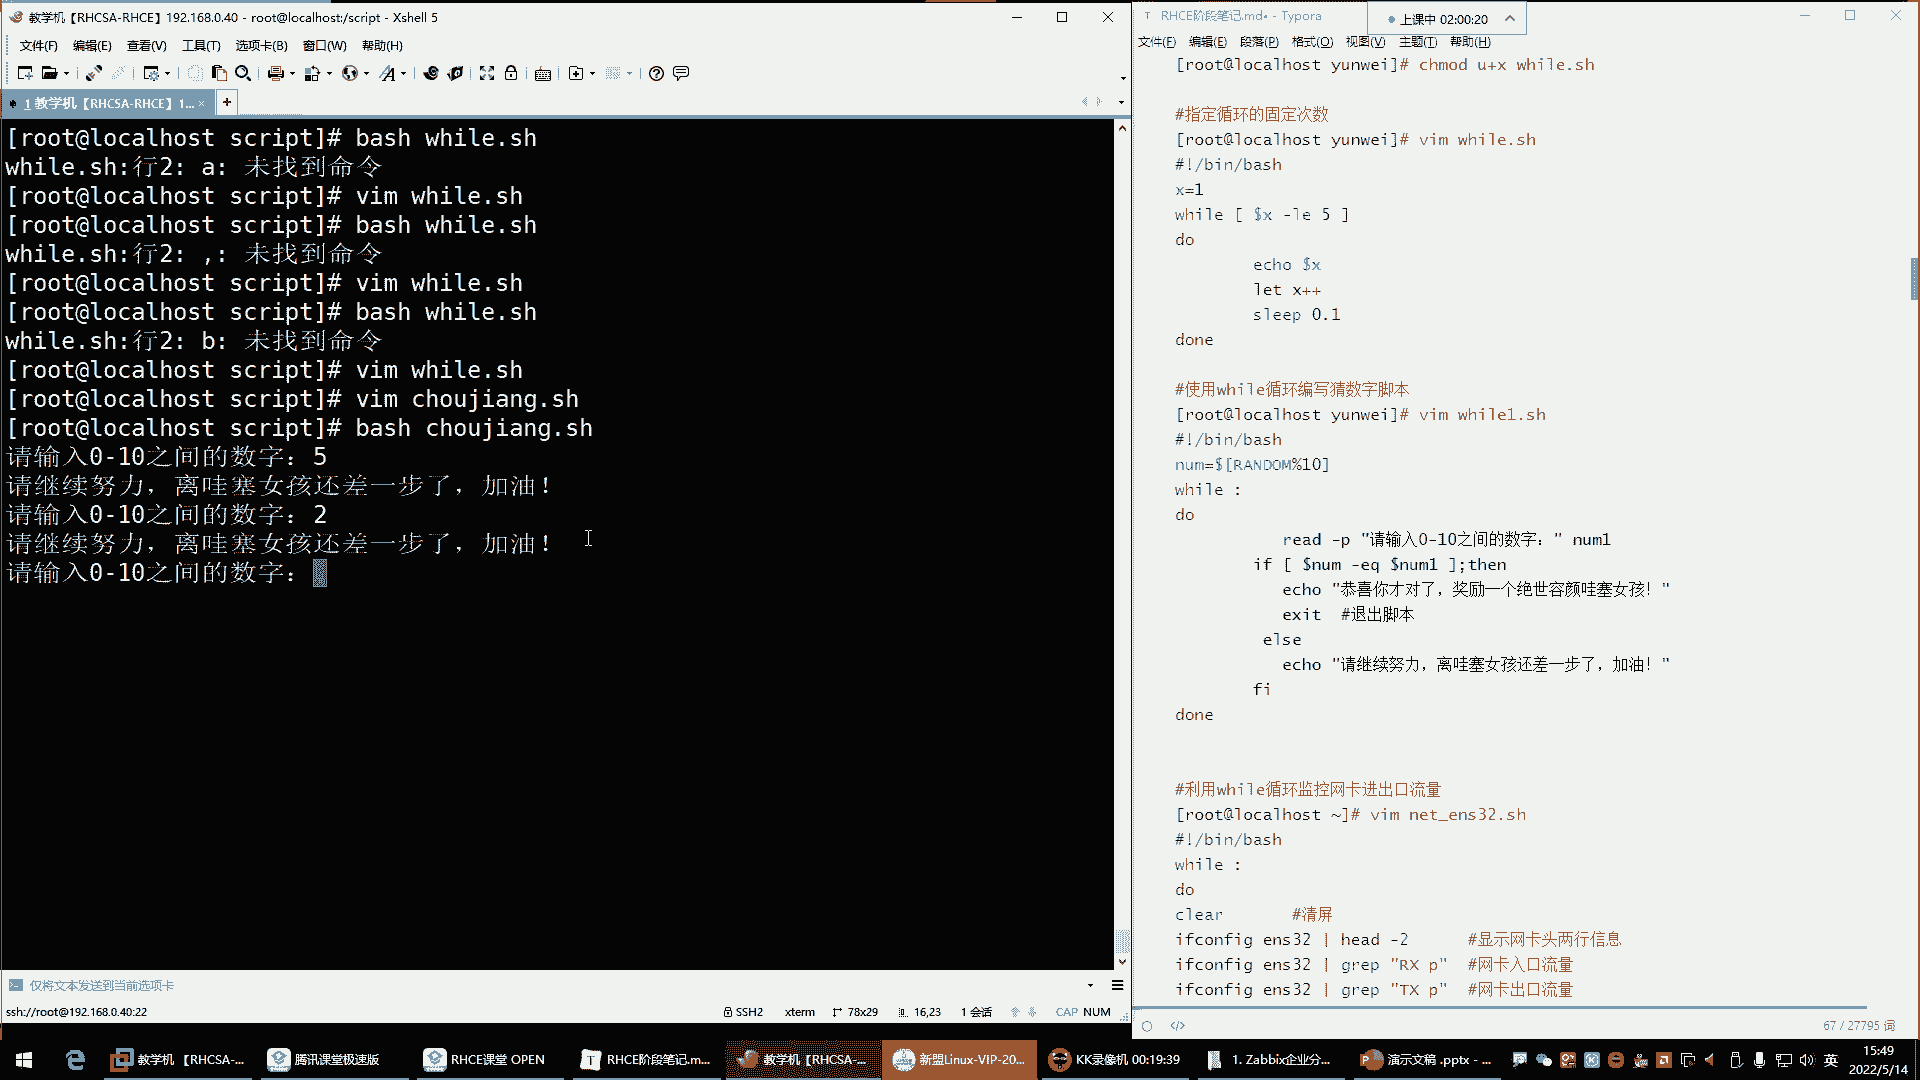 教学机【RHCSA-RHCE】192.168.0.40 - root@localhost:/script - Xshell 5
文件(F) 编辑(E) 查看(V) 工具(T) 选项卡(B) 窗口(W) 帮助(H)
1 教学机【RHCSA-RHCE】1... × +
[root@localhost script]# bash while.sh
while.sh:行2: a: 未找到命令
[root@localhost script]# vim while.sh
[root@localhost script]# bash while.sh
while.sh:行2: ,: 未找到命令
[root@localhost script]# vim while.sh
[root@localhost script]# bash while.sh
while.sh:行2: b: 未找到命令
[root@localhost script]# vim while.sh
[root@localhost script]# vim choujiang.sh
[root@localhost script]# bash choujiang.sh
请输入0-10之间的数字: 5
请继续努力，离哇塞女孩还差一步了，加油！
请输入0-10之间的数字: 2
请继续努力，离哇塞女孩还差一步了，加油！
请输入0-10之间的数字:
仅将文本发送到当前选项卡
ssh://root@192.168.0.40:22 SSH2 xterm 78x29 16,23 1 会话 CAP NUM
RHCE阶段笔记.md• - Typora
上课中 02:00:20
文件(F) 编辑(E) 段落(P) 格式(O) 视图(V) 主题(T) 帮助(H)
[root@localhost yunwei]# chmod u+x while.sh
#指定循环的固定次数
[root@localhost yunwei]# vim while.sh
#!/bin/bash
x=1
while [ $x -le 5 ]
do
echo $x
let x++
sleep 0.1
done
#使用while循环编写猜数字脚本
[root@localhost yunwei]# vim while1.sh
#!/bin/bash
num=$[RANDOM%10]
while :
do
read -p "请输入0-10之间的数字：" num1
if [ $num -eq $num1 ];then
echo "恭喜你才对了，奖励一个绝世容颜哇塞女孩！"
exit #退出脚本
else
echo "请继续努力，离哇塞女孩还差一步了，加油！"
fi
done
#利用while循环监控网卡进出口流量
[root@localhost ~]# vim net_ens32.sh
#!/bin/bash
while :
do
clear #清屏
ifconfig ens32 | head -2 #显示网卡头两行信息
ifconfig ens32 | grep "RX p" #网卡入口流量
ifconfig ens32 | grep "TX p" #网卡出口流量
</> 67 / 27795 词
教学机 【RHCSA-... 腾讯课堂极速版 RHCE课堂 OPEN RHCE阶段笔记.m... 教学机【RHCSA-... 新盟Linux-VIP-20... KK录像机 00:19:39 1. Zabbix企业分... 演示文稿 .pptx - ... 英 15:49
2022/5/14